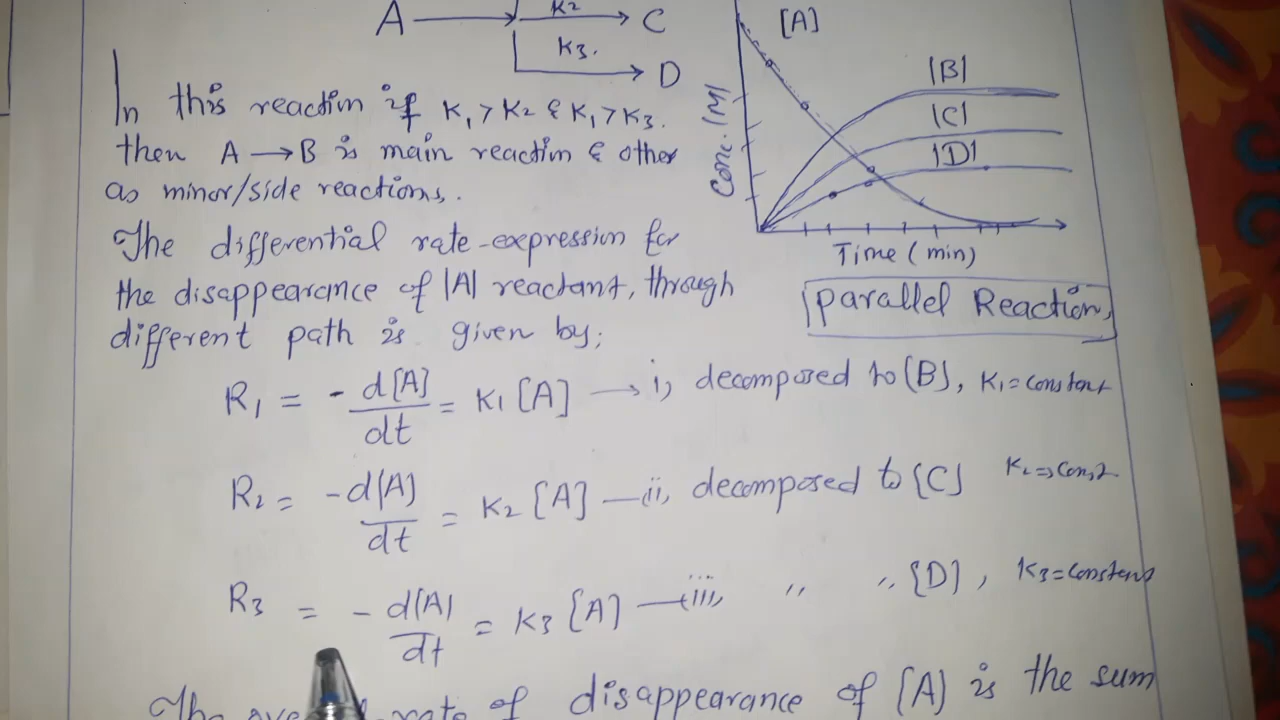 A → K2 → C
K3. → D
In this reaction if K1 > K2 & K1 > K3.
then A → B is main reaction & other
as minor/side reactions.
The differential rate-expression for
the disappearance of |A| reactant, through
different path is given by;
[A]
|B|
|C|
|D|
Conc. (M)
Time (min)
Parallel Reaction,
R1 = - d[A]/dt = K1 [A] → i, decomposed to (B), K1 = constant
R2 = - d(A)/dt = K2 [A] — ii, decomposed to {C}
R3 = - d(A)/dt = K3 [A] — iii, ,, ,, {D}, K3 = constant
of disappearance of [A) is the sum